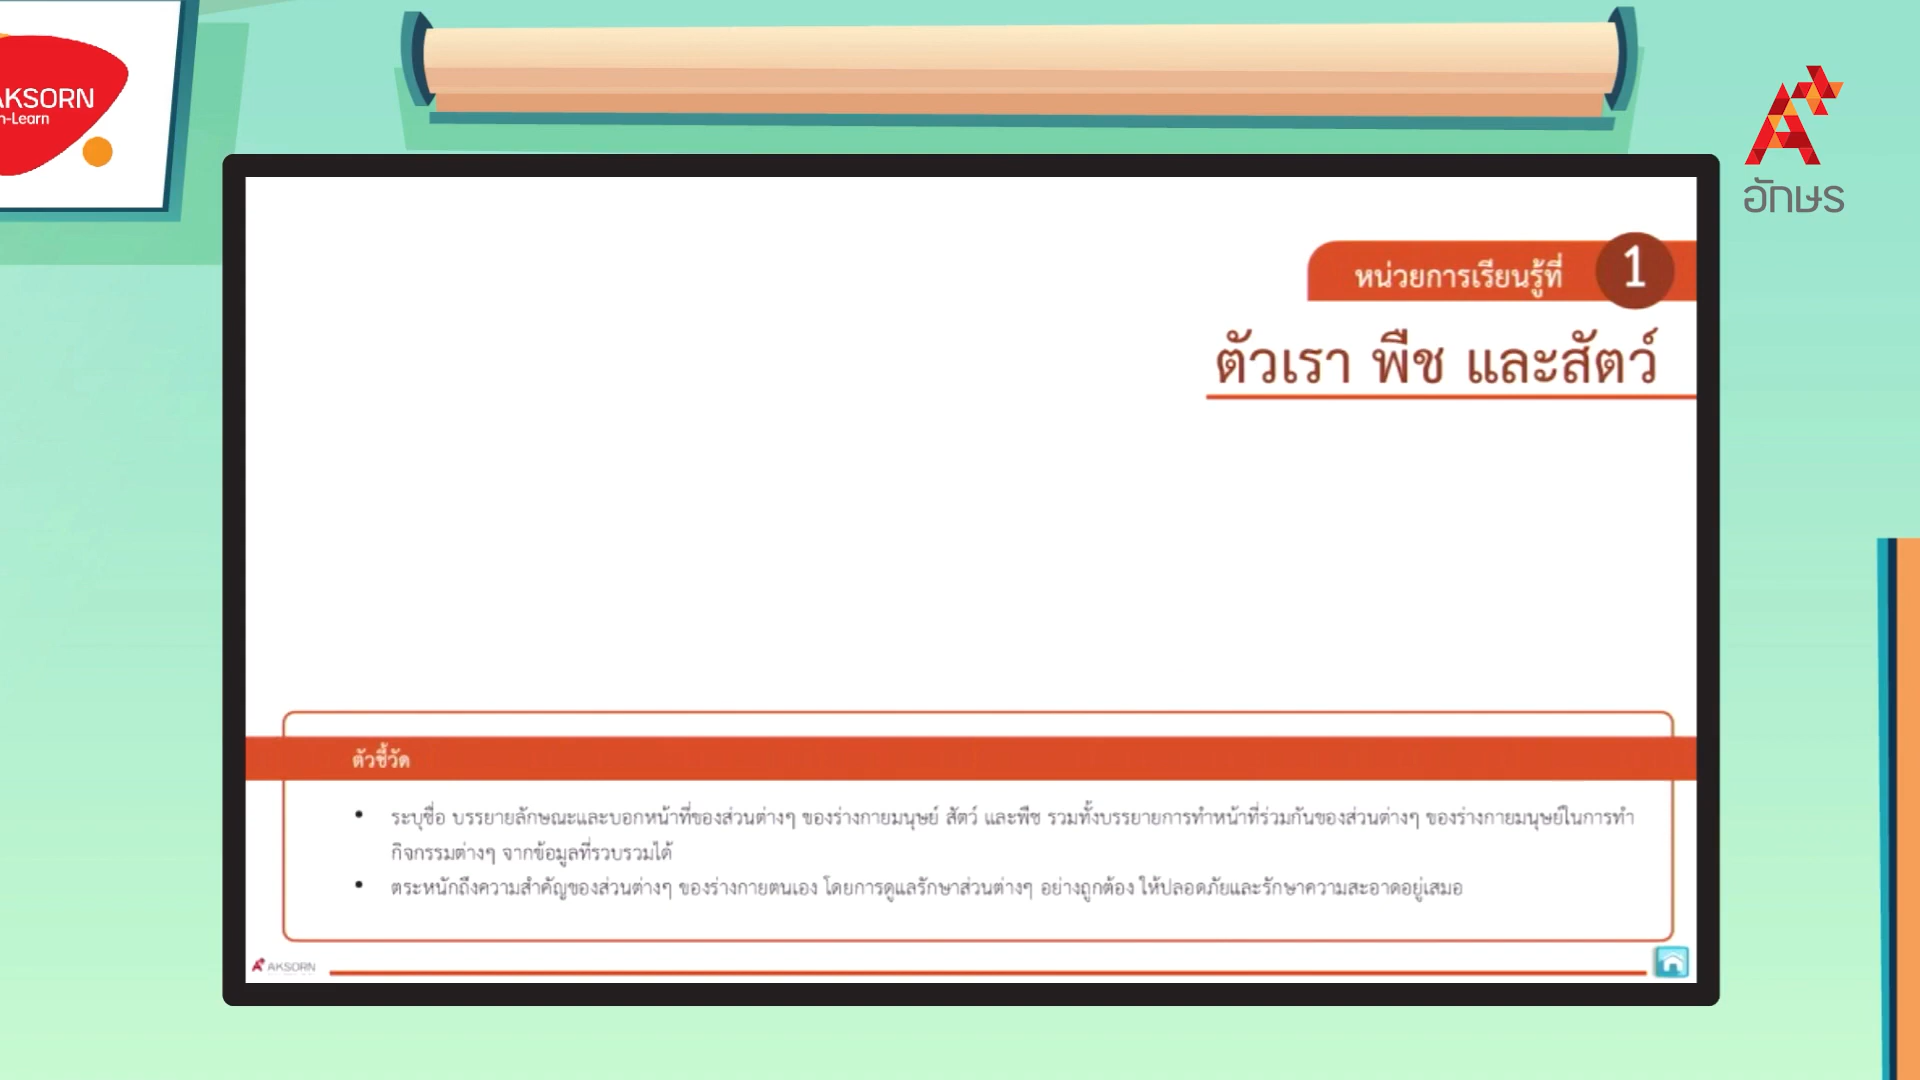 AKSORN
n-Learn
อักษร
หน่วยการเรียนรู้ที่ 1
ตัวเรา พืช และสัตว์
ตัวชี้วัด
• ระบุชื่อ บรรยายลักษณะและบอกหน้าที่ของส่วนต่างๆ ของร่างกายมนุษย์ สัตว์ และพืช รวมทั้งบรรยายการทำหน้าที่ร่วมกันของส่วนต่างๆ ของร่างกายมนุษย์ในการทำ
กิจกรรมต่างๆ จากข้อมูลที่รวบรวมได้
• ตระหนักถึงความสำคัญของส่วนต่างๆ ของร่างกายตนเอง โดยการดูแลรักษาส่วนต่างๆ อย่างถูกต้อง ให้ปลอดภัยและรักษาความสะอาดอยู่เสมอ
AKSORN